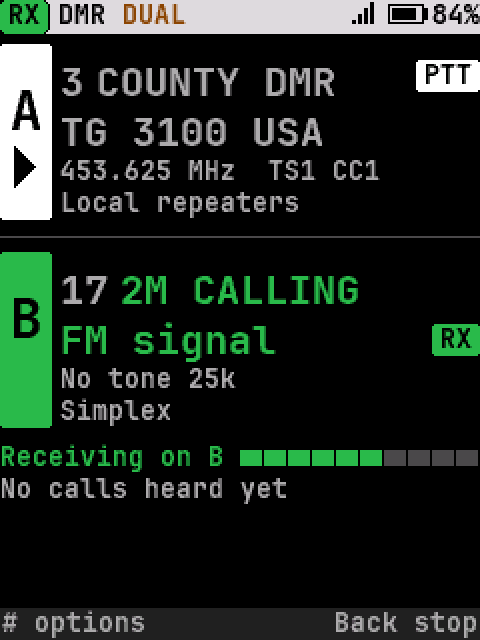 RX DMR DUAL 84%
A
3 COUNTY DMR PTT
TG 3100 USA
453.625 MHz TS1 CC1
Local repeaters
B
17 2M CALLING
FM signal RX
No tone 25k
Simplex
Receiving on B
No calls heard yet
# options Back stop